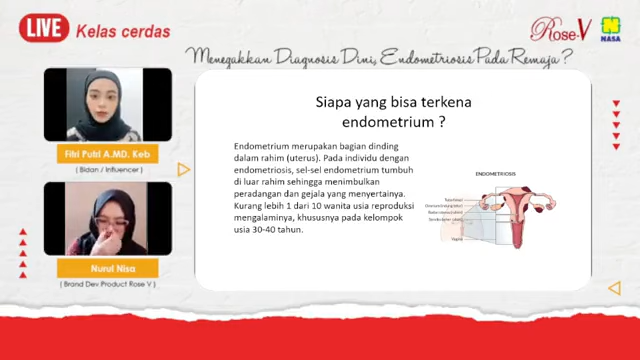 LIVE Kelas cerdas
Rose-V
NASA
Menegakkan Diagnosis Dini, Endometriosis Pada Remaja?
Siapa yang bisa terkena
endometrium ?
Fitri Putri A.MD. Keb
( Bidan / Influencer )
Endometrium merupakan bagian dinding
dalam rahim (uterus). Pada individu dengan
endometriosis, sel-sel endometrium tumbuh
di luar rahim sehingga menimbulkan
peradangan dan gejala yang menyertainya.
Kurang lebih 1 dari 10 wanita usia reproduksi
mengalaminya, khususnya pada kelompok
usia 30-40 tahun.
ENDOMETRIOSIS
Vagina
Nurul Nisa
( Brand Dev Product Rose V )